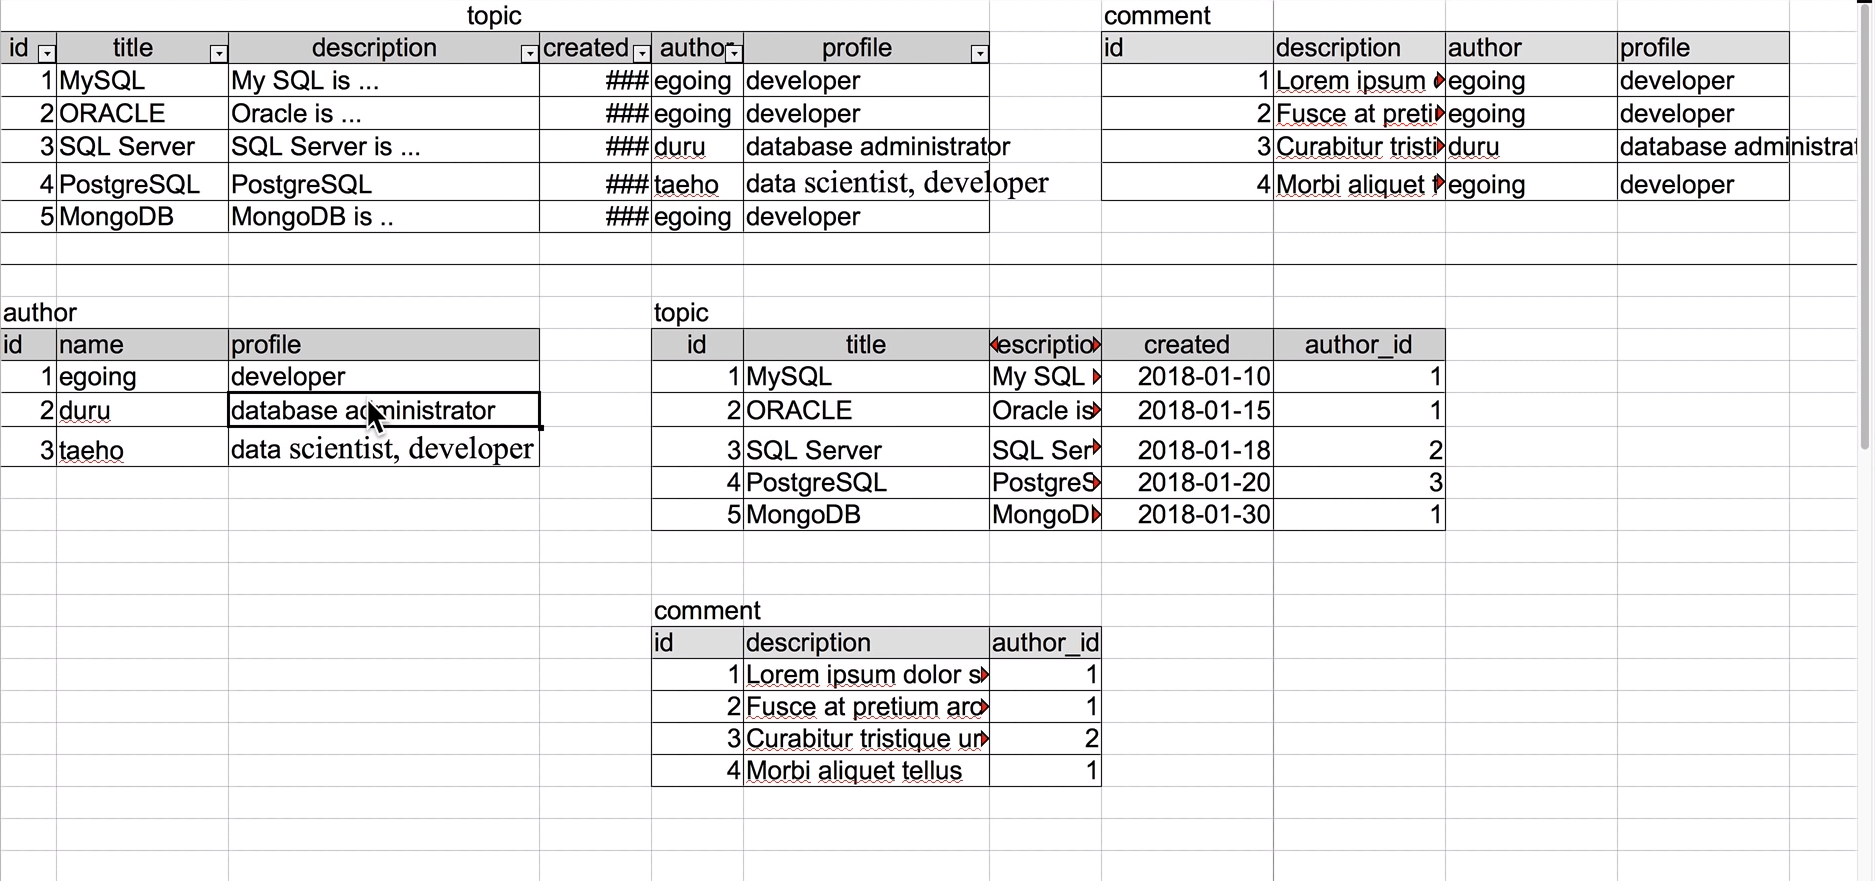 topic
id title description created author profile
1 MySQL My SQL is ... ### egoing developer
2 ORACLE Oracle is ... ### egoing developer
3 SQL Server SQL Server is ... ### duru database administrator
4 PostgreSQL PostgreSQL ### taeho data scientist, developer
5 MongoDB MongoDB is .. ### egoing developer
comment
id description author profile
1 Lorem ipsum egoing developer
2 Fusce at preti egoing developer
3 Curabitur tristi duru database administrat
4 Morbi aliquet egoing developer
author
id name profile
1 egoing developer
2 duru database administrator
3 taeho data scientist, developer
topic
id title escriptio created author_id
1 MySQL My SQL 2018-01-10 1
2 ORACLE Oracle is 2018-01-15 1
3 SQL Server SQL Ser 2018-01-18 2
4 PostgreSQL PostgreS 2018-01-20 3
5 MongoDB MongoD 2018-01-30 1
comment
id description author_id
1 Lorem ipsum dolor s 1
2 Fusce at pretium arc 1
3 Curabitur tristique ur 2
4 Morbi aliquet tellus 1